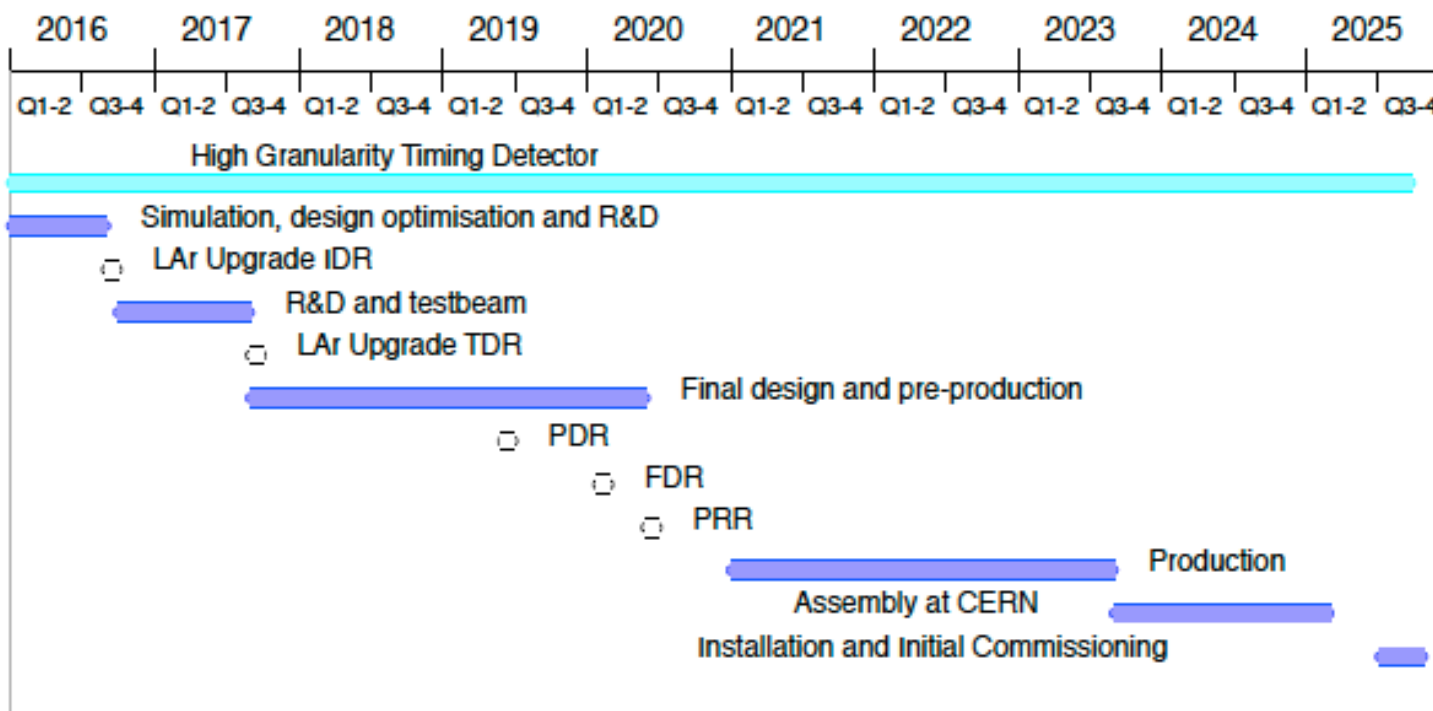 2016 2017 2018 2019 2020 2021 2022 2023 2024 2025
Q1-2 Q3-4 Q1-2 Q3-4 Q1-2 Q3-4 Q1-2 Q3-4 Q1-2 Q3-4 Q1-2 Q3-4 Q1-2 Q3-4 Q1-2 Q3-4 Q1-2 Q3-4 Q1-2 Q3-4
High Granularity Timing Detector
Simulation, design optimisation and R&D
LAr Upgrade IDR
R&D and testbeam
LAr Upgrade TDR
Final design and pre-production
PDR
FDR
PRR
Production
Assembly at CERN
Installation and Initial Commissioning